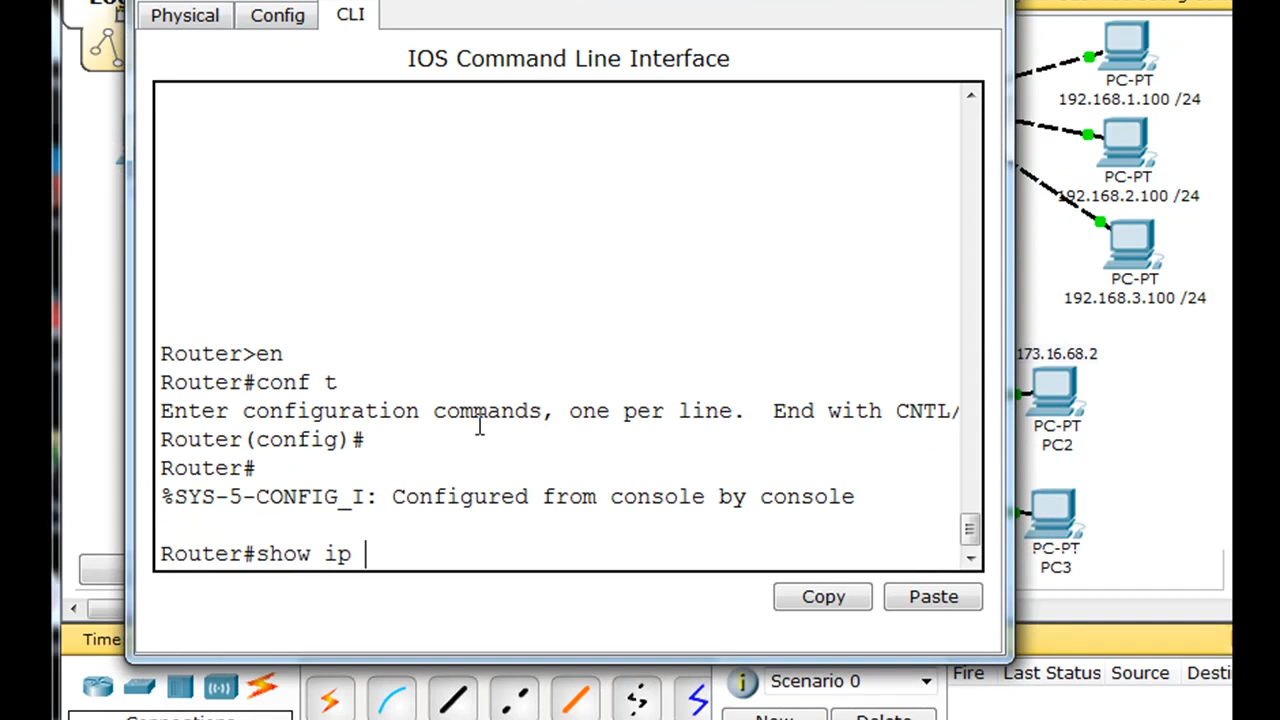 Physical
Config
CLI
IOS Command Line Interface
Router>en
Router#conf t
Enter configuration commands, one per line.  End with CNTL/
Router(config)#
Router#
%SYS-5-CONFIG_I: Configured from console by console
Router#show ip
Copy
Paste
PC-PT
192.168.1.100 /24
PC-PT
192.168.2.100 /24
PC-PT
192.168.3.100 /24
173.16.68.2
PC-PT
PC2
PC-PT
PC3
Time
Scenario 0
Fire
Last Status
Source
Desti